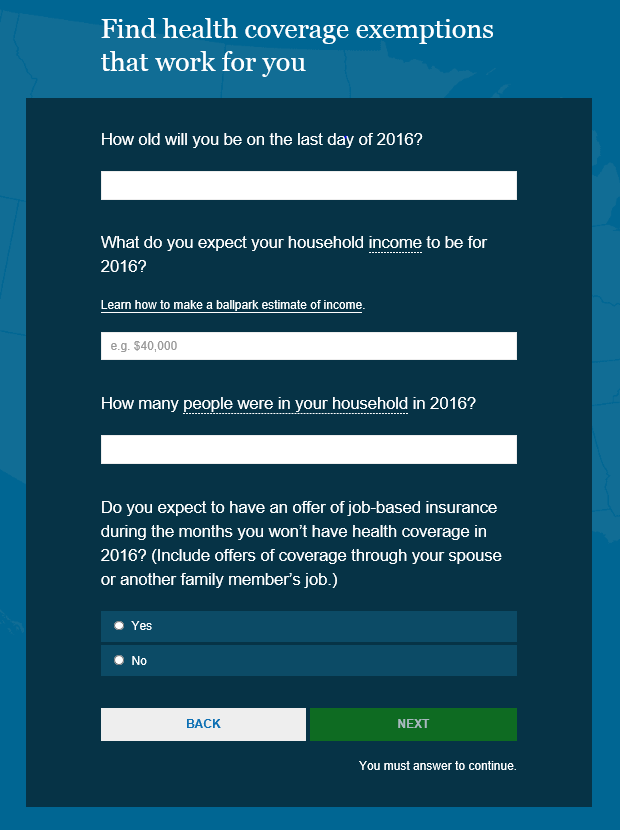 Find health coverage exemptions
that work for you
How old will you be on the last day of 2016?
What do you expect your household income to be for
2016?
Learn how to make a ballpark estimate of income.
e.g. $40,000
How many people were in your household in 2016?
Do you expect to have an offer of job-based insurance
during the months you won’t have health coverage in
2016? (Include offers of coverage through your spouse
or another family member’s job.)
Yes
No
BACK NEXT
You must answer to continue.